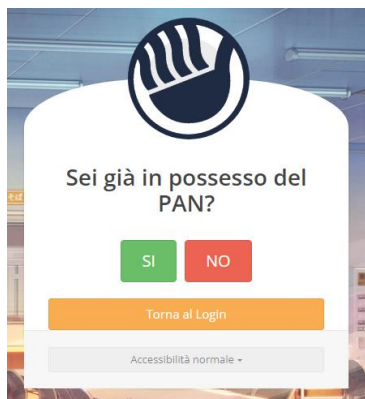 Sei già in possesso del
PAN?
SI
NO
Torna al Login
Accessibilità normale